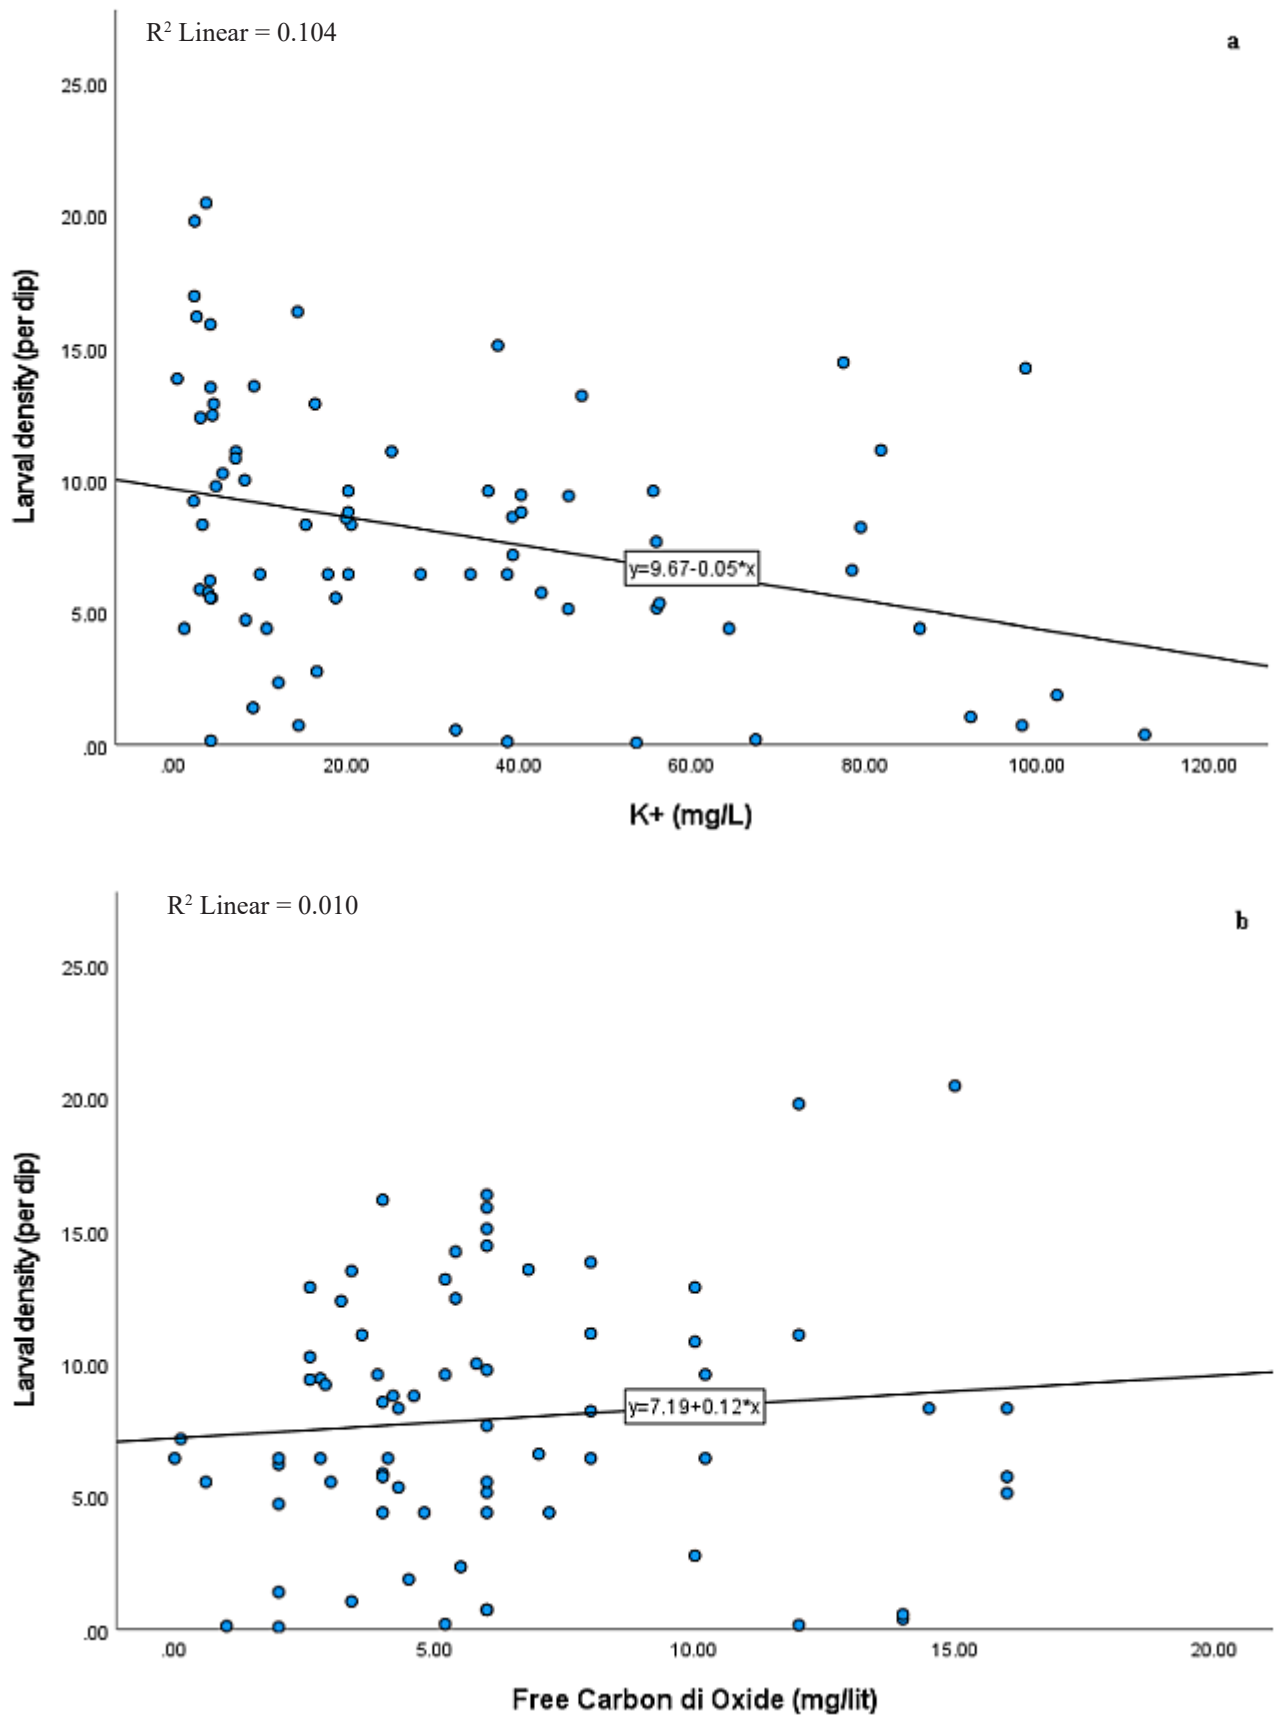 R² Linear = 0.104
a
25.00
20.00
15.00
10.00
5.00
.00
Larval density (per dip)
y=9.67-0.05*x
.00 20.00 40.00 60.00 80.00 100.00 120.00
K+ (mg/L)
R² Linear = 0.010
b
25.00
20.00
15.00
10.00
5.00
.00
Larval density (per dip)
y=7.19+0.12*x
.00 5.00 10.00 15.00 20.00
Free Carbon di Oxide (mg/lit)